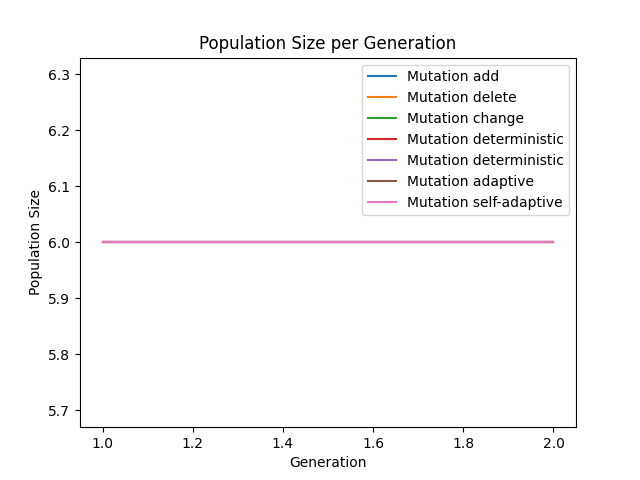 Population Size per Generation
6.3
6.2
6.1
6.0
5.9
5.8
5.7
Population Size
Mutation add
Mutation delete
Mutation change
Mutation deterministic
Mutation deterministic
Mutation adaptive
Mutation self-adaptive
1.0 1.2 1.4 1.6 1.8 2.0
Generation